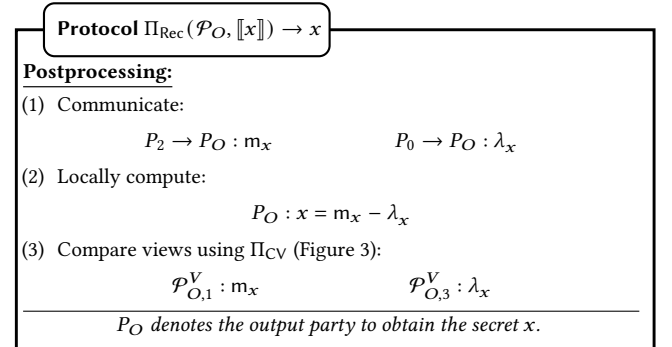 Protocol Π_Rec(𝒫_O, ⟦x⟧) → x
Postprocessing:
(1) Communicate:
P_2 → P_O : m_x P_0 → P_O : λ_x
(2) Locally compute:
P_O : x = m_x − λ_x
(3) Compare views using Π_CV (Figure 3):
𝒫^V_{O,1} : m_x 𝒫^V_{O,3} : λ_x
P_O denotes the output party to obtain the secret x.